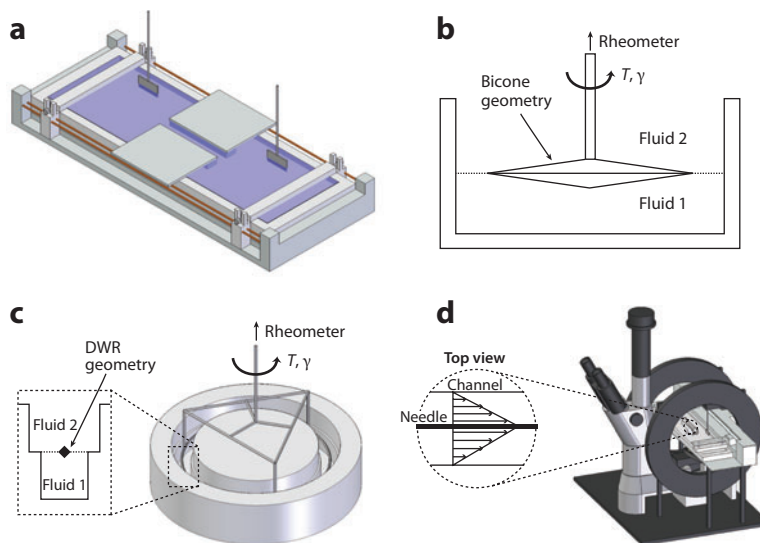 a
b
Rheometer
T, γ
Bicone
geometry
Fluid 2
Fluid 1
c
Rheometer
DWR
geometry
T, γ
Fluid 2
Fluid 1
d
Top view
Channel
Needle